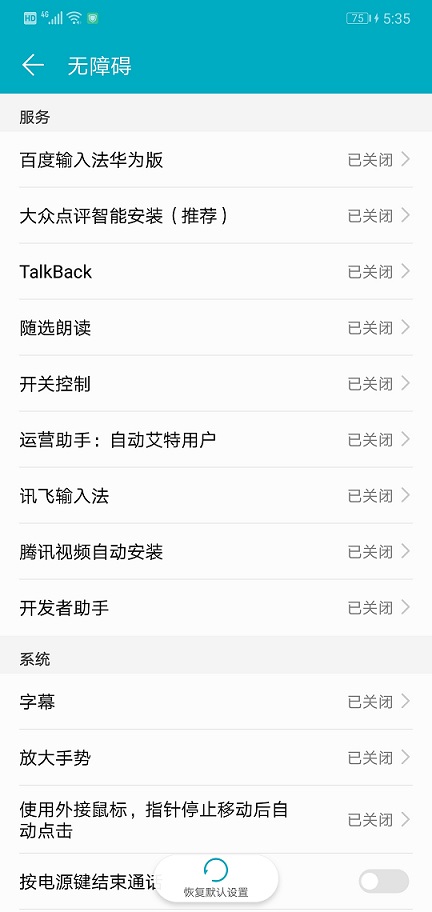 HD 4G 75 5:35
无障碍
服务
百度输入法华为版 已关闭
大众点评智能安装（推荐） 已关闭
TalkBack 已关闭
随选朗读 已关闭
开关控制 已关闭
运营助手：自动艾特用户 已关闭
讯飞输入法 已关闭
腾讯视频自动安装 已关闭
开发者助手 已关闭
系统
字幕 已关闭
放大手势 已关闭
使用外接鼠标，指针停止移动后自
动点击 已关闭
按电源键结束通话
恢复默认设置